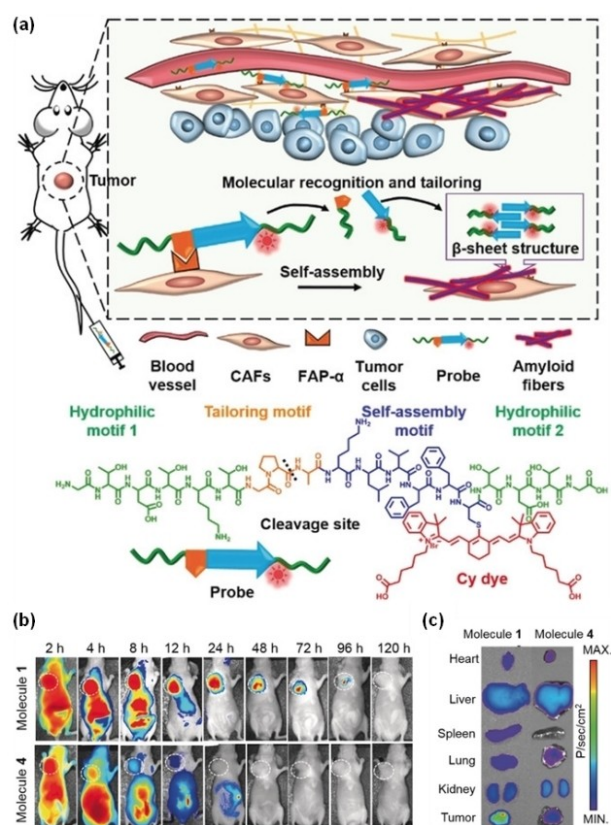 (a)
Tumor
Molecular recognition and tailoring
β-sheet structure
Self-assembly
Blood vessel
CAFs
FAP-α
Tumor cells
Probe
Amyloid fibers
Hydrophilic motif 1
Tailoring motif
Self-assembly motif
Hydrophilic motif 2
Cleavage site
Probe
Cy dye
(b)
2 h 4 h 8 h 12 h 24 h 48 h 72 h 96 h 120 h
Molecule 1
Molecule 4
(c)
Molecule 1
Molecule 4
Heart
Liver
Spleen
Lung
Kidney
Tumor
MAX.
P/sec/cm²
MIN.